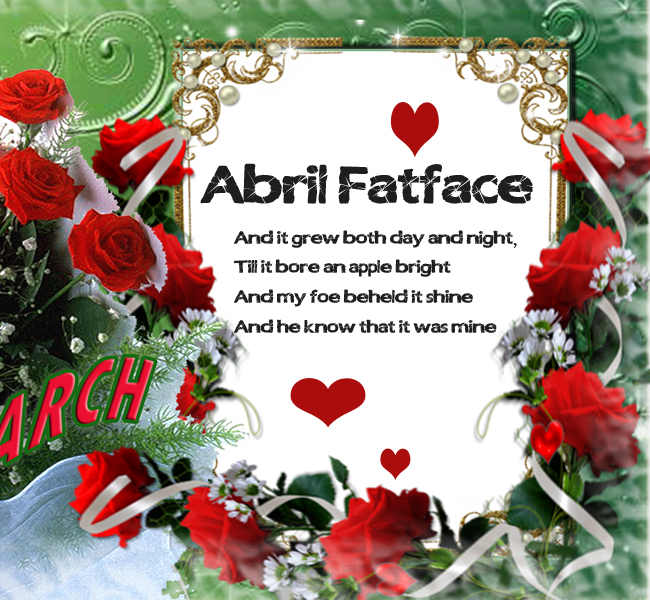 Abril Fatface
And it grew both day and night,
Till it bore an apple bright
And my foe beheld it shine
And he know that it was mine
ARCH